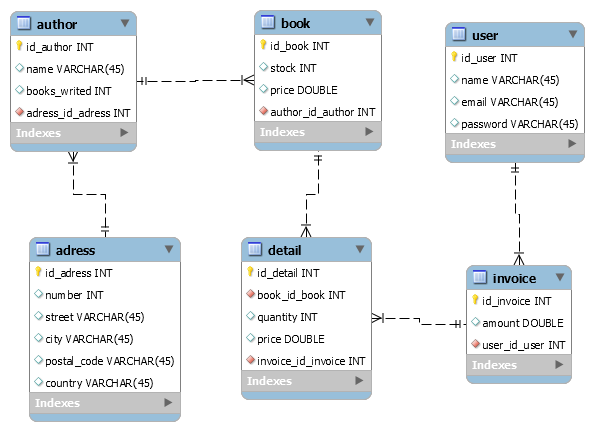 author
id_author INT
name VARCHAR(45)
books_writed INT
adress_id_adress INT
Indexes
book
id_book INT
stock INT
price DOUBLE
author_id_author INT
Indexes
user
id_user INT
name VARCHAR(45)
email VARCHAR(45)
password VARCHAR(45)
Indexes
adress
id_adress INT
number INT
street VARCHAR(45)
city VARCHAR(45)
postal_code VARCHAR(45)
country VARCHAR(45)
Indexes
detail
id_detail INT
book_id_book INT
quantity INT
price DOUBLE
invoice_id_invoice INT
Indexes
invoice
id_invoice INT
amount DOUBLE
user_id_user INT
Indexes